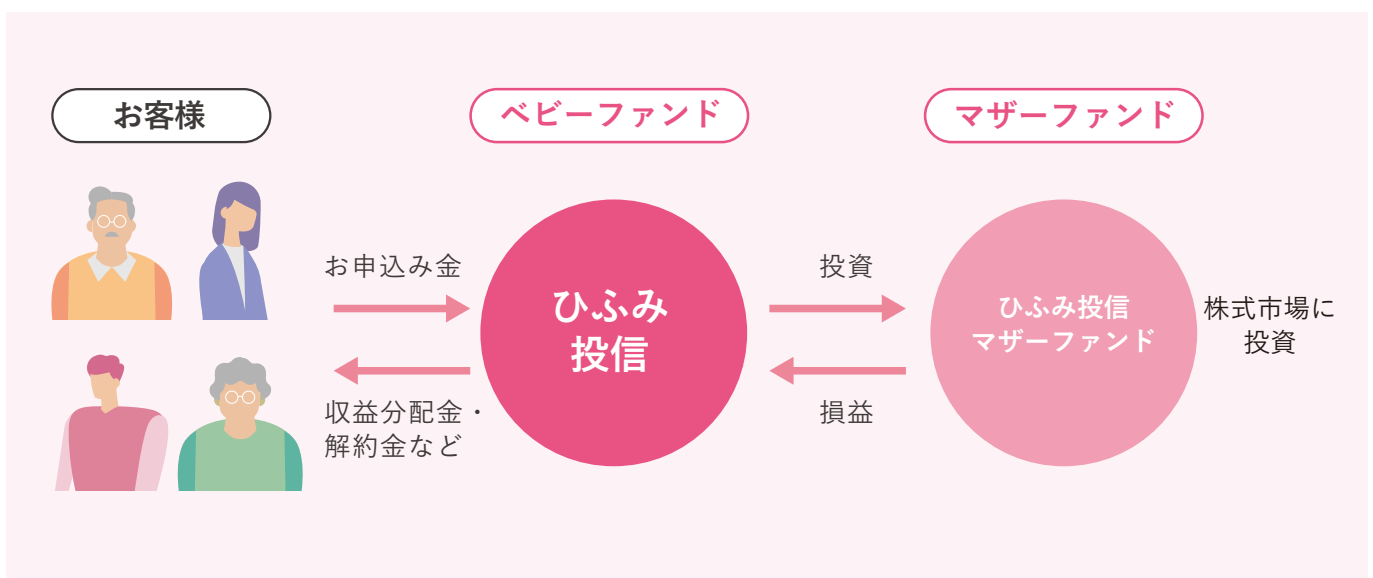 お客様
ベビーファンド
マザーファンド
お申込み金
収益分配金・
解約金など
ひふみ
投信
投資
損益
ひふみ投信
マザーファンド
株式市場に
投資